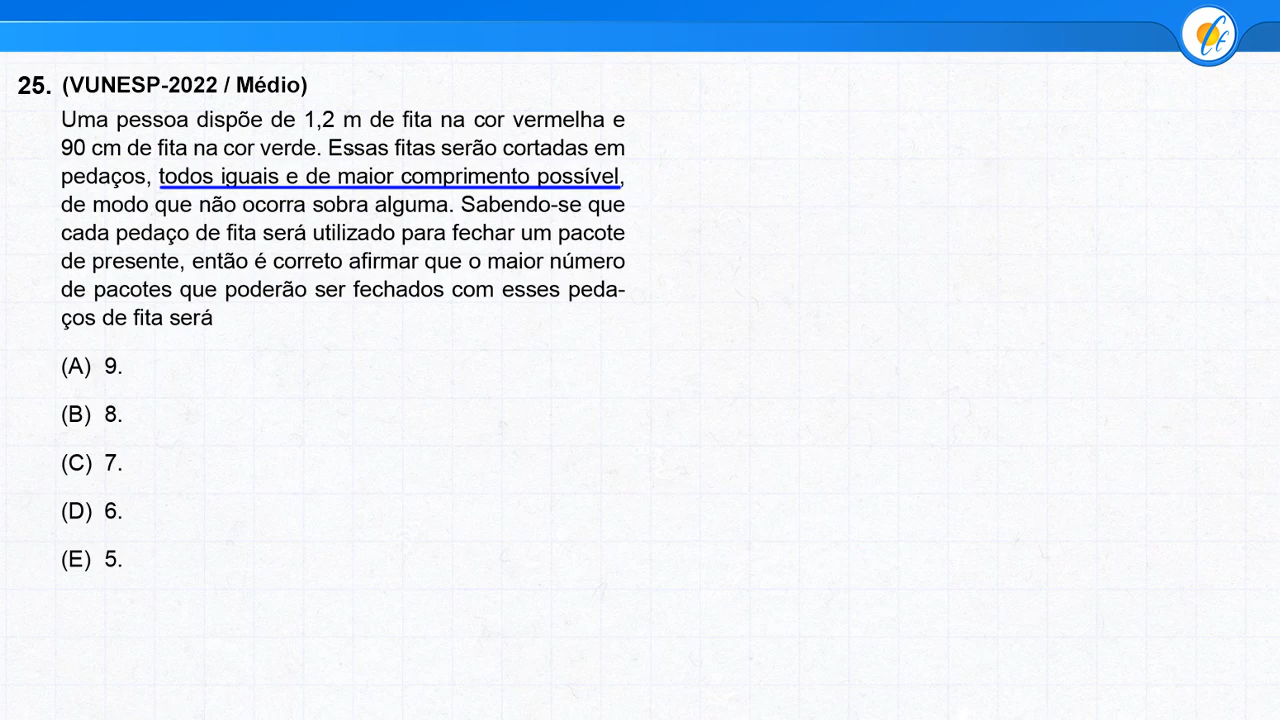 25. (VUNESP-2022 / Médio)
Uma pessoa dispõe de 1,2 m de fita na cor vermelha e
90 cm de fita na cor verde. Essas fitas serão cortadas em
pedaços, todos iguais e de maior comprimento possível,
de modo que não ocorra sobra alguma. Sabendo-se que
cada pedaço de fita será utilizado para fechar um pacote
de presente, então é correto afirmar que o maior número
de pacotes que poderão ser fechados com esses peda-
ços de fita será
(A) 9.
(B) 8.
(C) 7.
(D) 6.
(E) 5.